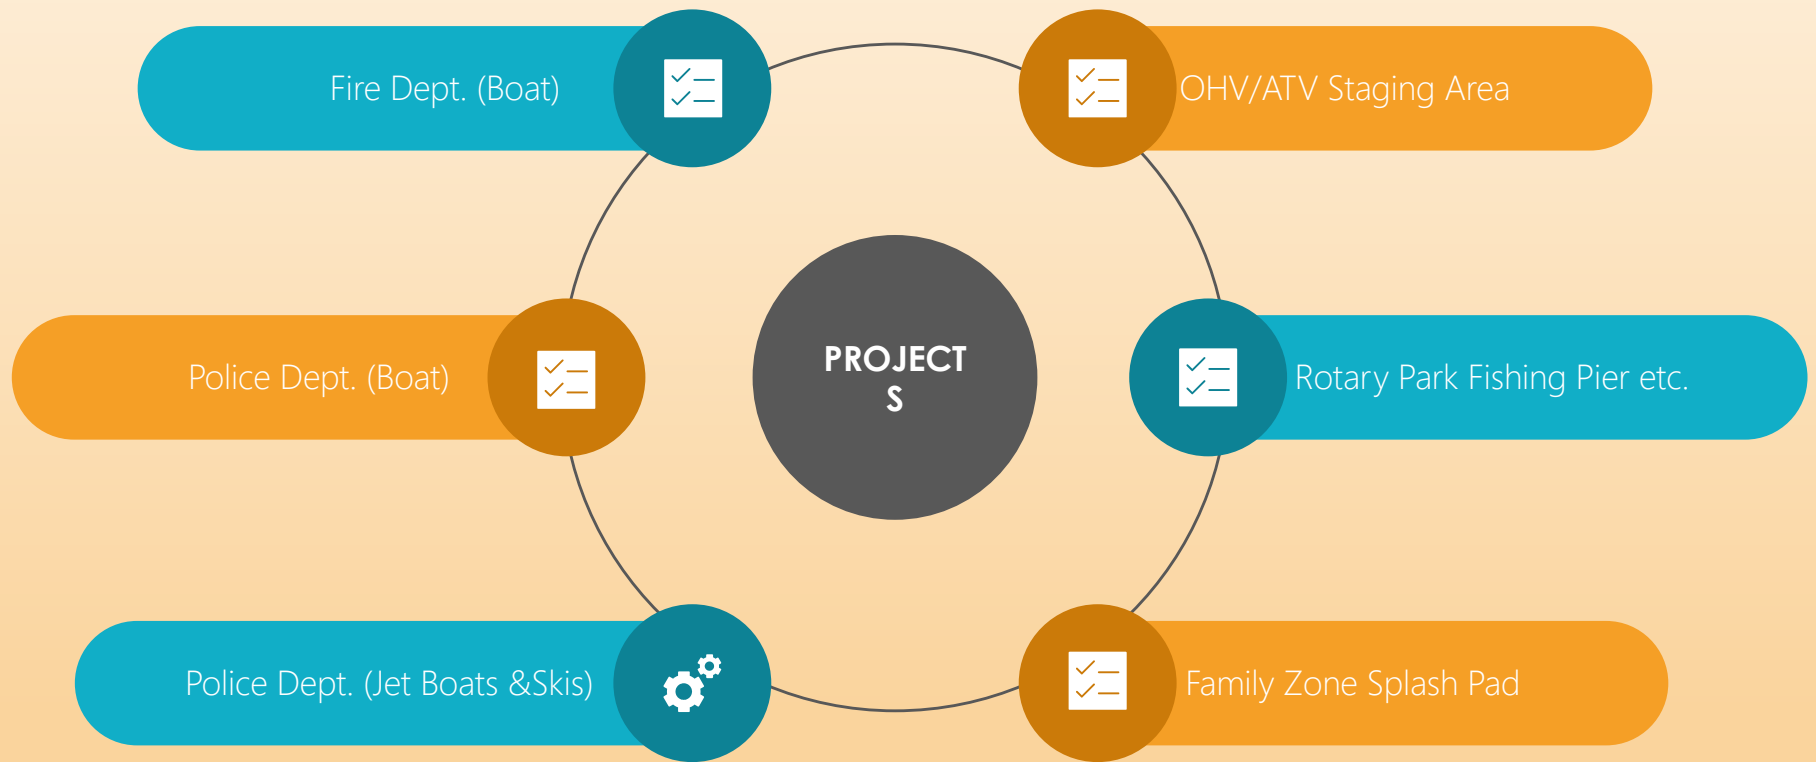 Fire Dept. (Boat)
OHV/ATV Staging Area
Police Dept. (Boat)
PROJECT
S
Rotary Park Fishing Pier etc.
Police Dept. (Jet Boats &Skis)
Family Zone Splash Pad